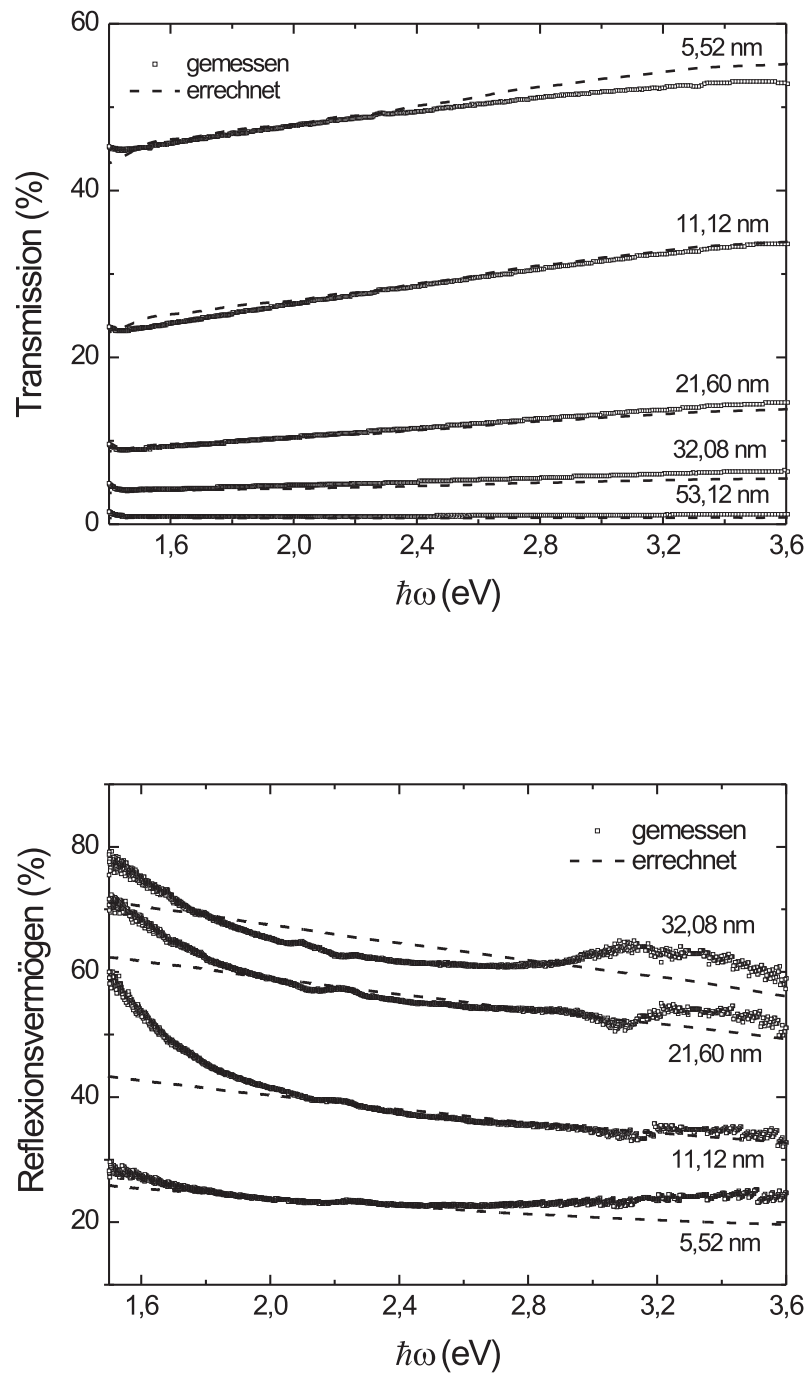 60
5,52 nm
gemessen
errechnet
40
11,12 nm
20
21,60 nm
32,08 nm
53,12 nm
0
1,6 2,0 2,4 2,8 3,2 3,6
Transmission (%)
ħω (eV)
80
gemessen
errechnet
32,08 nm
60
21,60 nm
40
11,12 nm
20
5,52 nm
1,6 2,0 2,4 2,8 3,2 3,6
Reflexionsvermögen (%)
ħω (eV)